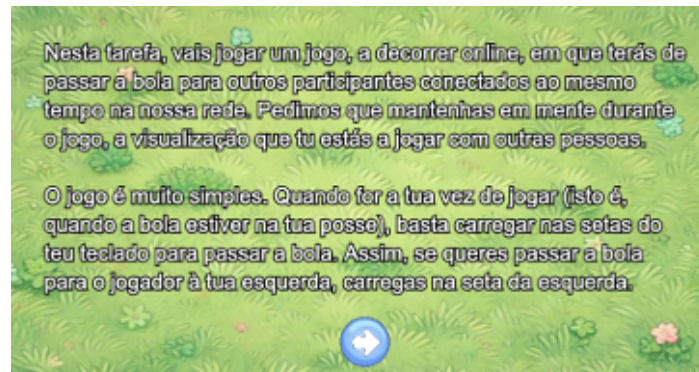 Nesta tarefa, vais jogar um jogo, a decorrer online, em que terás de
passar a bola para outros participantes conectados ao mesmo
tempo na nossa rede. Pedimos que mantenhas em mente durante
o jogo, a visualização que tu estás a jogar com outras pessoas.
O jogo é muito simples. Quando for a tua vez de jogar (isto é,
quando a bola estiver na tua posse), basta carregar nas setas do
teu teclado para passar a bola. Assim, se queres passar a bola
para o jogador à tua esquerda, carregas na seta da esquerda.